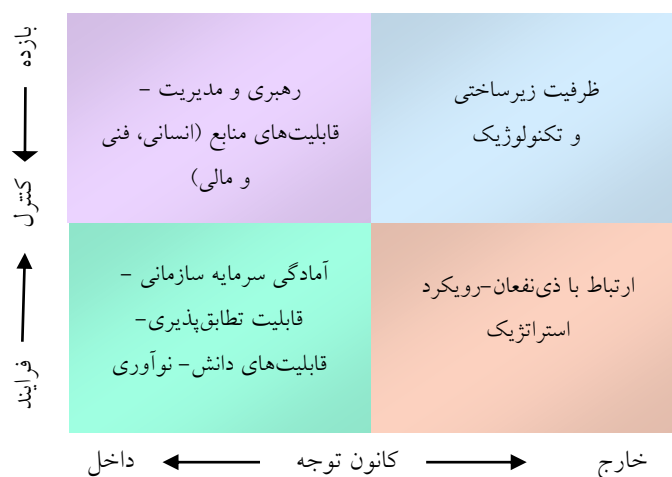 ظرفیت زیرساختی
و تکنولوژیک
رهبری و مدیریت –
قابلیت‌های منابع (انسانی، فنی
و مالی)
ارتباط با ذی‌نفعان–رویکرد
استراتژیک
آمادگی سرمایه سازمانی –
قابلیت تطابق‌پذیری–
قابلیت‌های دانش– نوآوری
بازده
کنترل
فرایند
خارج
کانون توجه
داخل